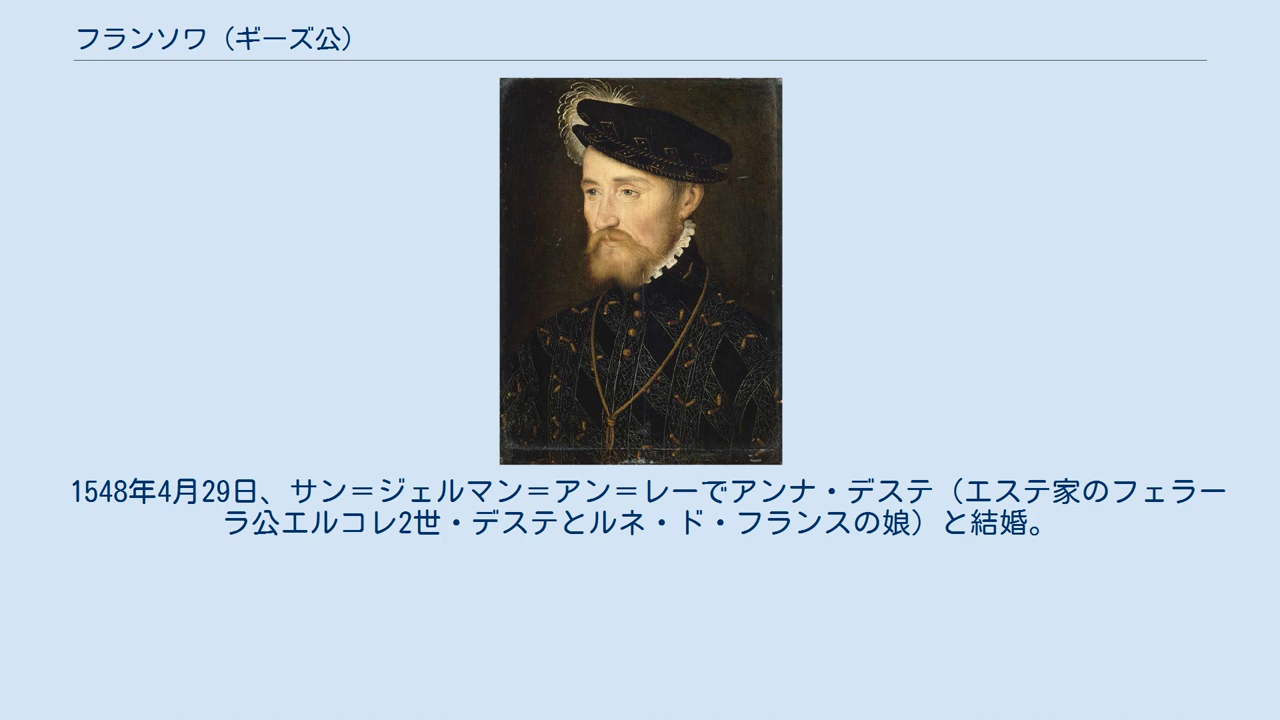 フランソワ（ギーズ公）
1548年4月29日、サン＝ジェルマン＝アン＝レーでアンナ・デステ（エステ家のフェラー
ラ公エルコレ2世・デステとルネ・ド・フランスの娘）と結婚。